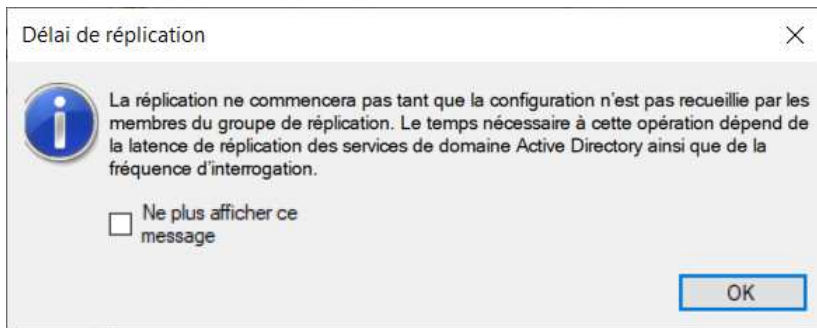 Délai de réplication
La réplication ne commencera pas tant que la configuration n'est pas recueillie par les
membres du groupe de réplication. Le temps nécessaire à cette opération dépend de
la latence de réplication des services de domaine Active Directory ainsi que de la
fréquence d'interrogation.
Ne plus afficher ce
message
OK